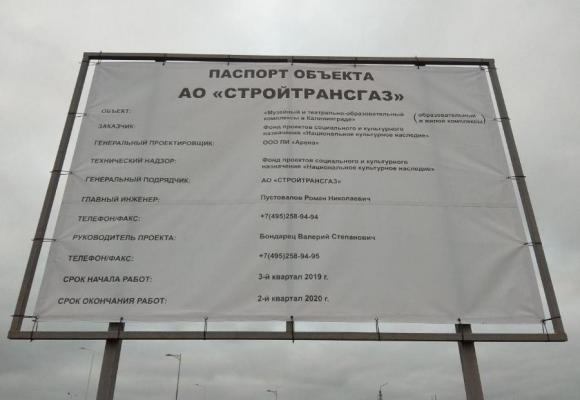 ПАСПОРТ ОБЪЕКТА
АО «СТРОЙТРАНСГАЗ»
ОБЪЕКТ: «Музейный и театрально-образовательный комплексы в Калининграде» (образовательный и жилой комплексы)
ЗАКАЗЧИК: Фонд проектов социального и культурного назначения «Национальное культурное наследие»
ГЕНЕРАЛЬНЫЙ ПРОЕКТИРОВЩИК: ООО ПИ «Арена»
ТЕХНИЧЕСКИЙ НАДЗОР: Фонд проектов социального и культурного назначения «Национальное культурное наследие»
ГЕНЕРАЛЬНЫЙ ПОДРЯДЧИК: АО «СТРОЙТРАНСГАЗ»
ГЛАВНЫЙ ИНЖЕНЕР: Пустовалов Роман Николаевич
ТЕЛЕФОН/ФАКС: +7(495)258-94-94
РУКОВОДИТЕЛЬ ПРОЕКТА: Бондарец Валерий Степанович
ТЕЛЕФОН/ФАКС: +7(495)258-94-95
СРОК НАЧАЛА РАБОТ: 3-й квартал 2019 г.
СРОК ОКОНЧАНИЯ РАБОТ: 2-й квартал 2020 г.